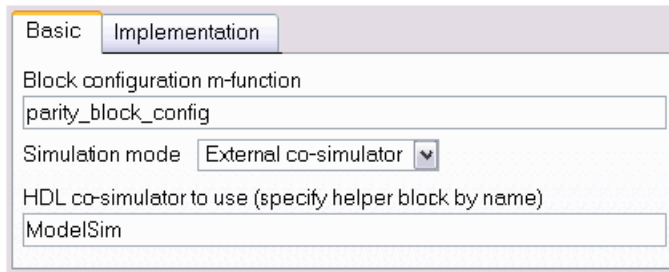 Basic Implementation
Block configuration m-function
parity_block_config
Simulation mode External co-simulator
HDL co-simulator to use (specify helper block by name)
ModelSim